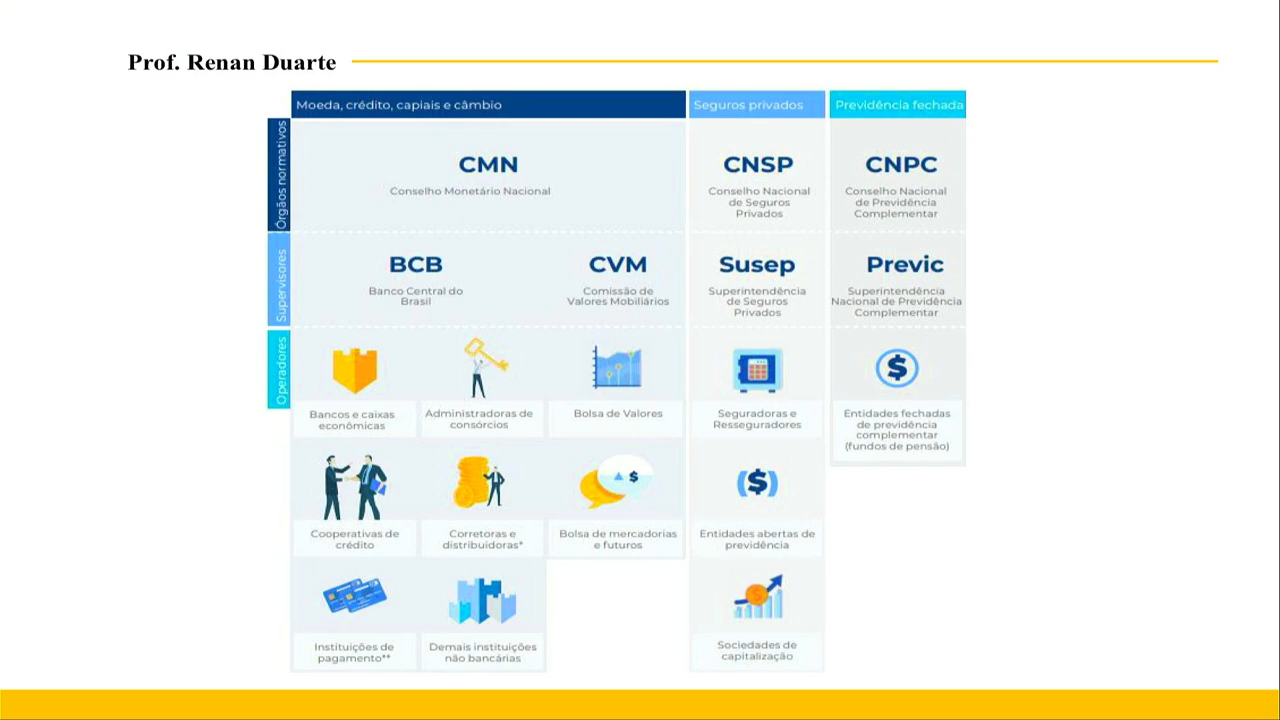 Prof. Renan Duarte
Moeda, crédito, capiais e câmbio
Seguros privados
Previdência fechada
Órgãos normativos
CMN
Conselho Monetário Nacional
CNSP
Conselho Nacional
de Seguros
Privados
CNPC
Conselho Nacional
de Previdência
Complementar
Supervisores
BCB
Banco Central do
Brasil
CVM
Comissão de
Valores Mobiliários
Susep
Superintendência
de Seguros
Privados
Previc
Superintendência
Nacional de Previdência
Complementar
Operadores
Bancos e caixas
econômicas
Administradoras de
consórcios
Bolsa de Valores
Seguradoras e
Resseguradores
$
Entidades fechadas
de previdência
complementar
(fundos de pensão)
Cooperativas de
crédito
Corretoras e
distribuidoras*
$
Bolsa de mercadorias
e futuros
($)
Entidades abertas de
previdência
Instituições de
pagamento**
Demais instituições
não bancárias
$
Sociedades de
capitalização